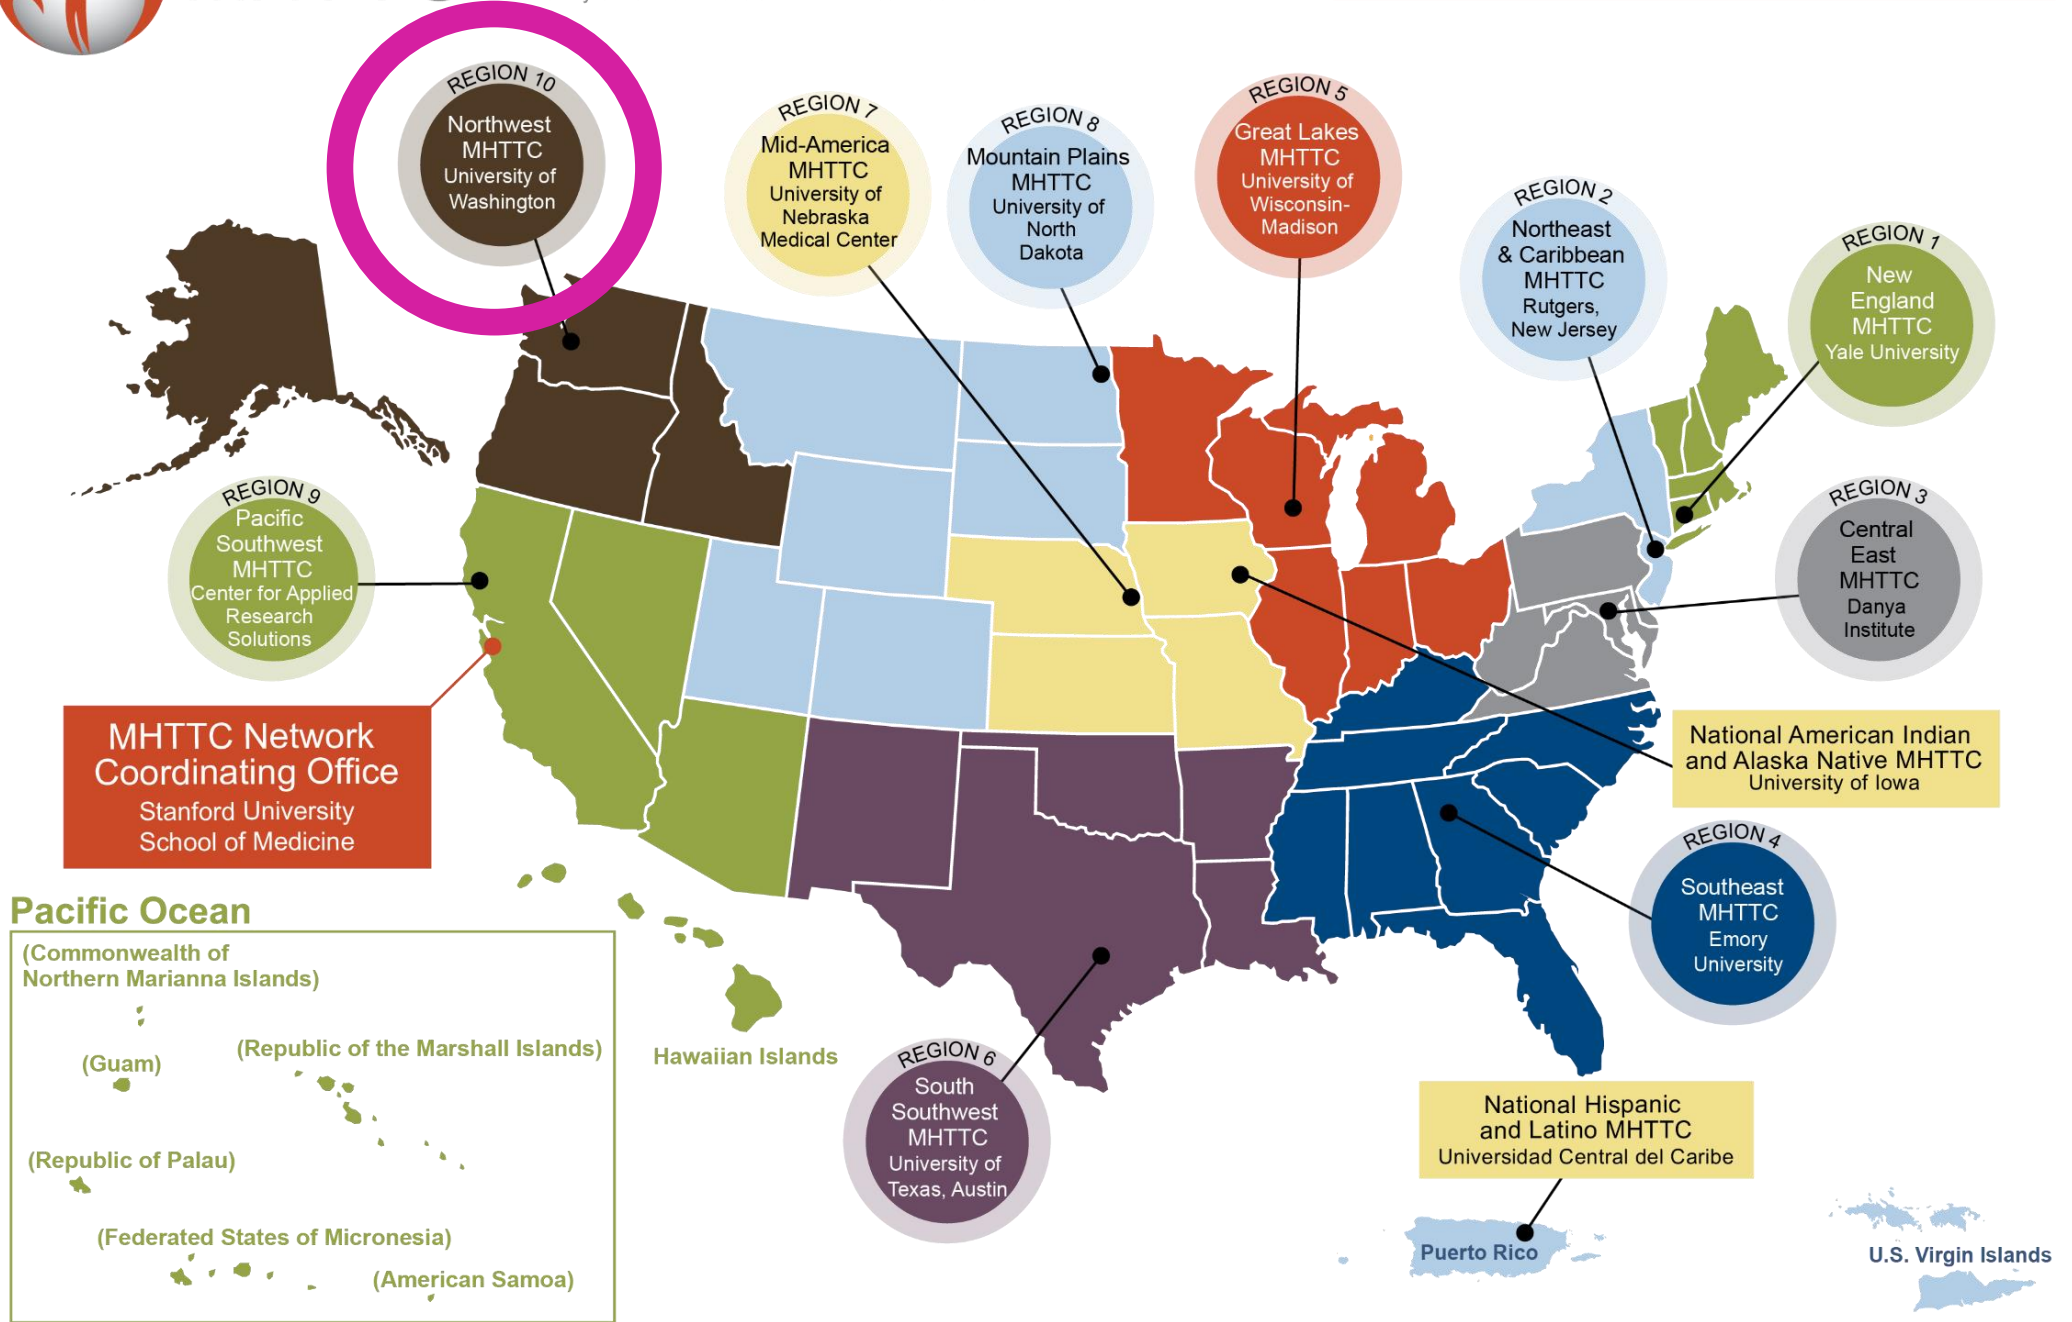 REGION 10
Northwest
MHTTC
University of
Washington
REGION 7
Mid-America
MHTTC
University of
Nebraska
Medical Center
REGION 8
Mountain Plains
MHTTC
University of
North
Dakota
REGION 5
Great Lakes
MHTTC
University of
Wisconsin-
Madison
REGION 2
Northeast
& Caribbean
MHTTC
Rutgers,
New Jersey
REGION 1
New
England
MHTTC
Yale University
REGION 9
Pacific
Southwest
MHTTC
Center for Applied
Research
Solutions
REGION 3
Central
East
MHTTC
Danya
Institute
MHTTC Network
Coordinating Office
Stanford University
School of Medicine
National American Indian
and Alaska Native MHTTC
University of Iowa
REGION 4
Southeast
MHTTC
Emory
University
Pacific Ocean
(Commonwealth of
Northern Marianna Islands)
(Guam)
(Republic of the Marshall Islands)
(Republic of Palau)
(Federated States of Micronesia)
(American Samoa)
Hawaiian Islands
REGION 6
South
Southwest
MHTTC
University of
Texas, Austin
National Hispanic
and Latino MHTTC
Universidad Central del Caribe
Puerto Rico
U.S. Virgin Islands